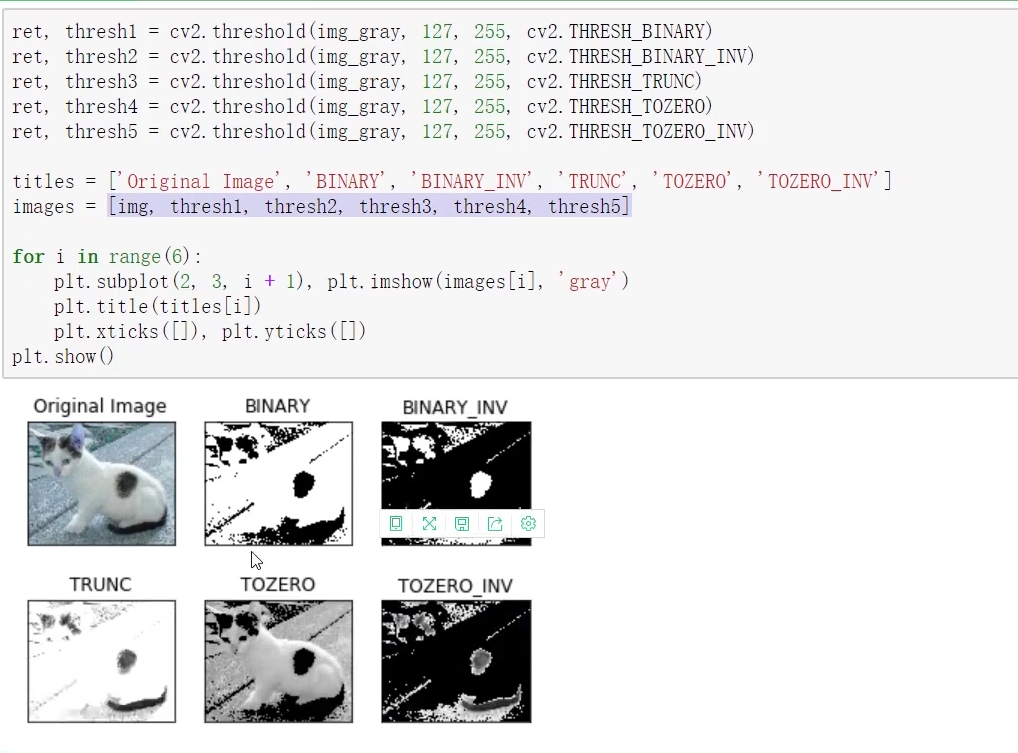 ret, thresh1 = cv2.threshold(img_gray, 127, 255, cv2.THRESH_BINARY)
ret, thresh2 = cv2.threshold(img_gray, 127, 255, cv2.THRESH_BINARY_INV)
ret, thresh3 = cv2.threshold(img_gray, 127, 255, cv2.THRESH_TRUNC)
ret, thresh4 = cv2.threshold(img_gray, 127, 255, cv2.THRESH_TOZERO)
ret, thresh5 = cv2.threshold(img_gray, 127, 255, cv2.THRESH_TOZERO_INV)
titles = ['Original Image', 'BINARY', 'BINARY_INV', 'TRUNC', 'TOZERO', 'TOZERO_INV']
images = [img, thresh1, thresh2, thresh3, thresh4, thresh5]
for i in range(6):
    plt.subplot(2, 3, i + 1), plt.imshow(images[i], 'gray')
    plt.title(titles[i])
    plt.xticks([]), plt.yticks([])
plt.show()
Original Image BINARY BINARY_INV
TRUNC TOZERO TOZERO_INV